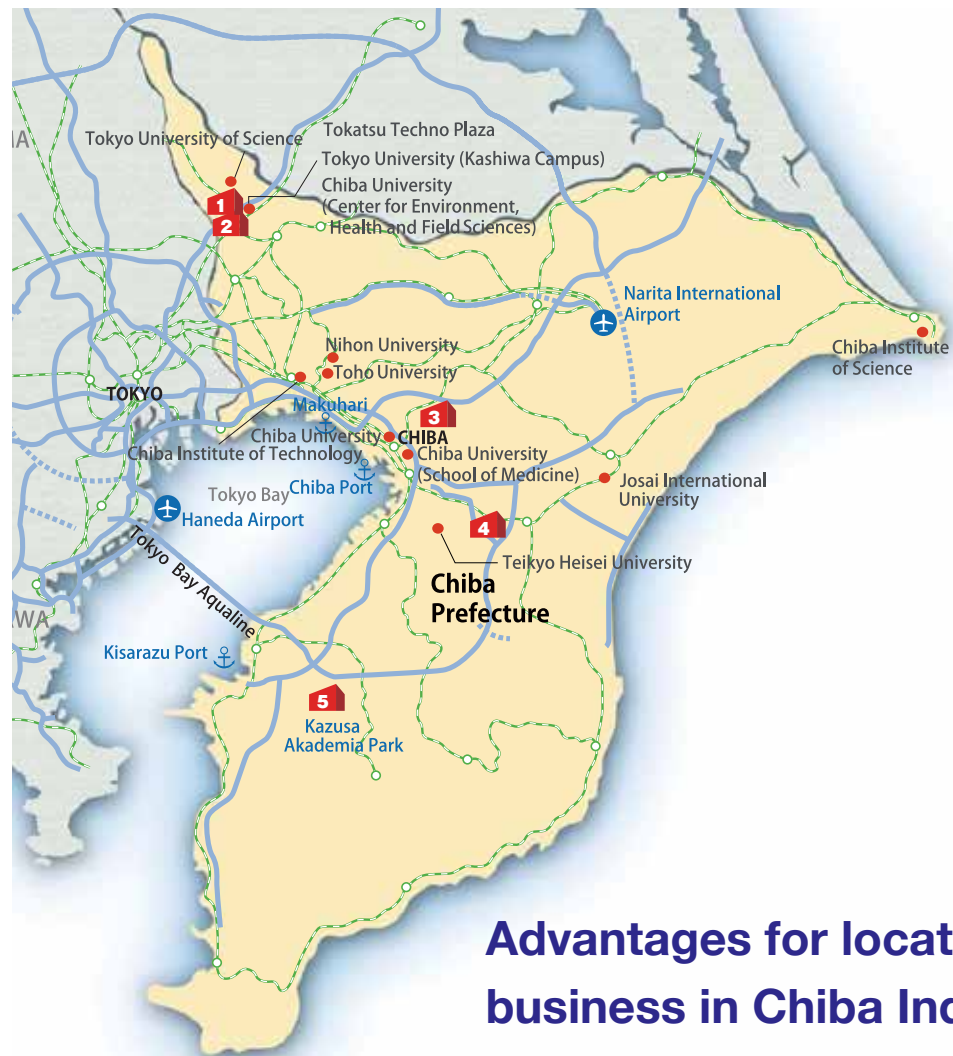 MA
Tokyo University of Science
Tokatsu Techno Plaza
Tokyo University (Kashiwa Campus)
Chiba University
(Center for Environment,
Health and Field Sciences)
1
2
Narita International
Airport
Chiba Institute
of Science
Nihon University
Toho University
TOKYO
Makuhari
3
Chiba University
CHIBA
Chiba Institute of Technology
Chiba University
(School of Medicine)
Chiba Port
Tokyo Bay
Haneda Airport
Josai International
University
4
Teikyo Heisei University
Tokyo Bay Aqualine
Chiba
Prefecture
WA
Kisarazu Port
5
Kazusa
Akademia Park
Advantages for locat
business in Chiba Inc